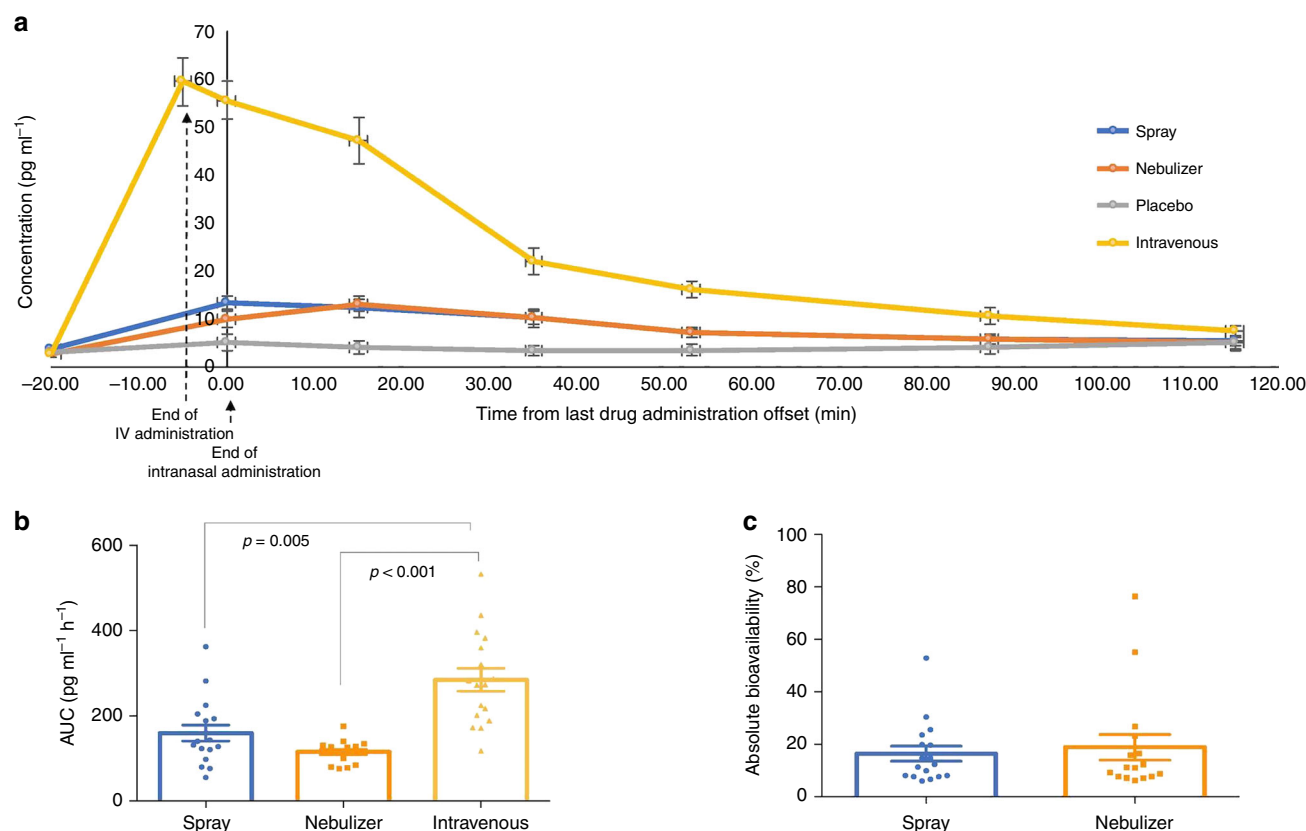 a
70
60
50
40
30
20
10
0
Concentration (pg ml⁻¹)
Spray
Nebulizer
Placebo
Intravenous
–20.00 –10.00 0.00 10.00 20.00 30.00 40.00 50.00 60.00 70.00 80.00 90.00 100.00 110.00 120.00
Time from last drug administration offset (min)
End of
IV administration
End of
intranasal administration
b
p = 0.005
p < 0.001
600
400
200
0
AUC (pg ml⁻¹ h⁻¹)
Spray Nebulizer Intravenous
c
100
80
60
40
20
0
Absolute bioavailability (%)
Spray Nebulizer